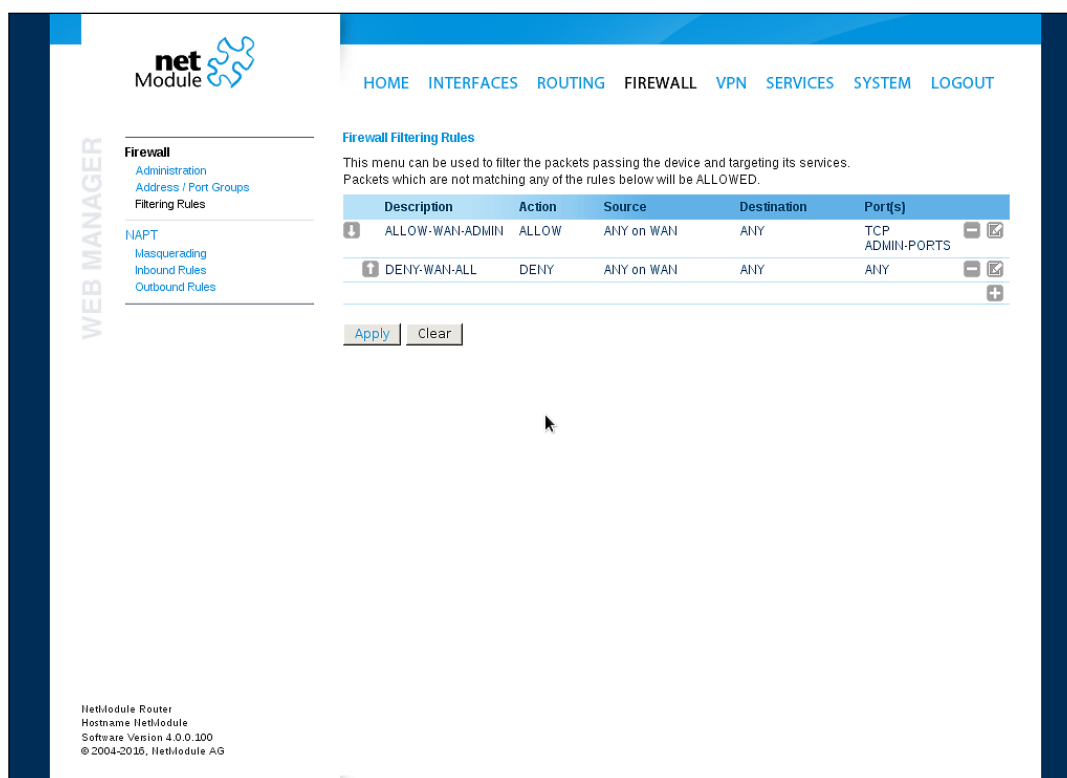 net
Module
HOME INTERFACES ROUTING FIREWALL VPN SERVICES SYSTEM LOGOUT
WEB MANAGER
Firewall
Administration
Address / Port Groups
Filtering Rules
NAPT
Masquerading
Inbound Rules
Outbound Rules
Firewall Filtering Rules
This menu can be used to filter the packets passing the device and targeting its services.
Packets which are not matching any of the rules below will be ALLOWED.
Description Action Source Destination Port(s)
ALLOW-WAN-ADMIN ALLOW ANY on WAN ANY TCP
ADMIN-PORTS
DENY-WAN-ALL DENY ANY on WAN ANY ANY
Apply Clear
NetModule Router
Hostname NetModule
Software Version 4.0.0.100
© 2004-2016, NetModule AG